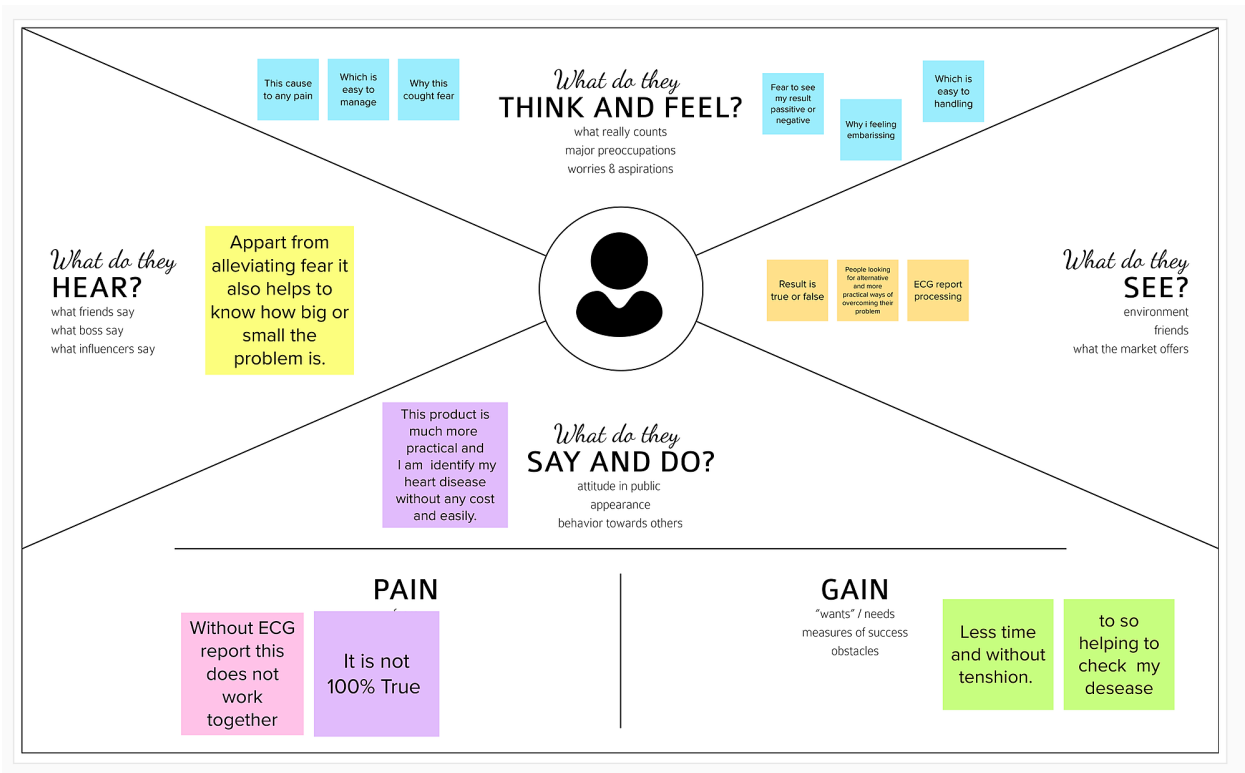 This cause
to any pain
Which is
easy to
manage
Why this
cought fear
What do they
THINK AND FEEL?
what really counts
major preoccupations
worries & aspirations
Fear to see
my result
passitive or
negative
Why i feeling
embarissing
Which is
easy to
handling
What do they
HEAR?
what friends say
what boss say
what influencers say
Appart from
alleviating fear it
also helps to
know how big or
small the
problem is.
Result is
true or false
People looking
for alternative
and more
practical ways of
overcoming their
problem
ECG report
processing
What do they
SEE?
environment
friends
what the market offers
This product is
much more
practical and
I am identify my
heart disease
without any cost
and easily.
What do they
SAY AND DO?
attitude in public
appearance
behavior towards others
PAIN
Without ECG
report this
does not
work
together
It is not
100% True
GAIN
"wants" / needs
measures of success
obstacles
Less time
and without
tenshion.
to so
helping to
check my
desease